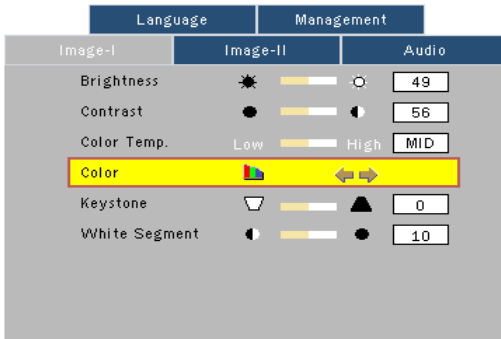 Language Management
Image-I Image-II Audio
Brightness 49
Contrast 56
Color Temp. Low High MID
Color
Keystone 0
White Segment 10